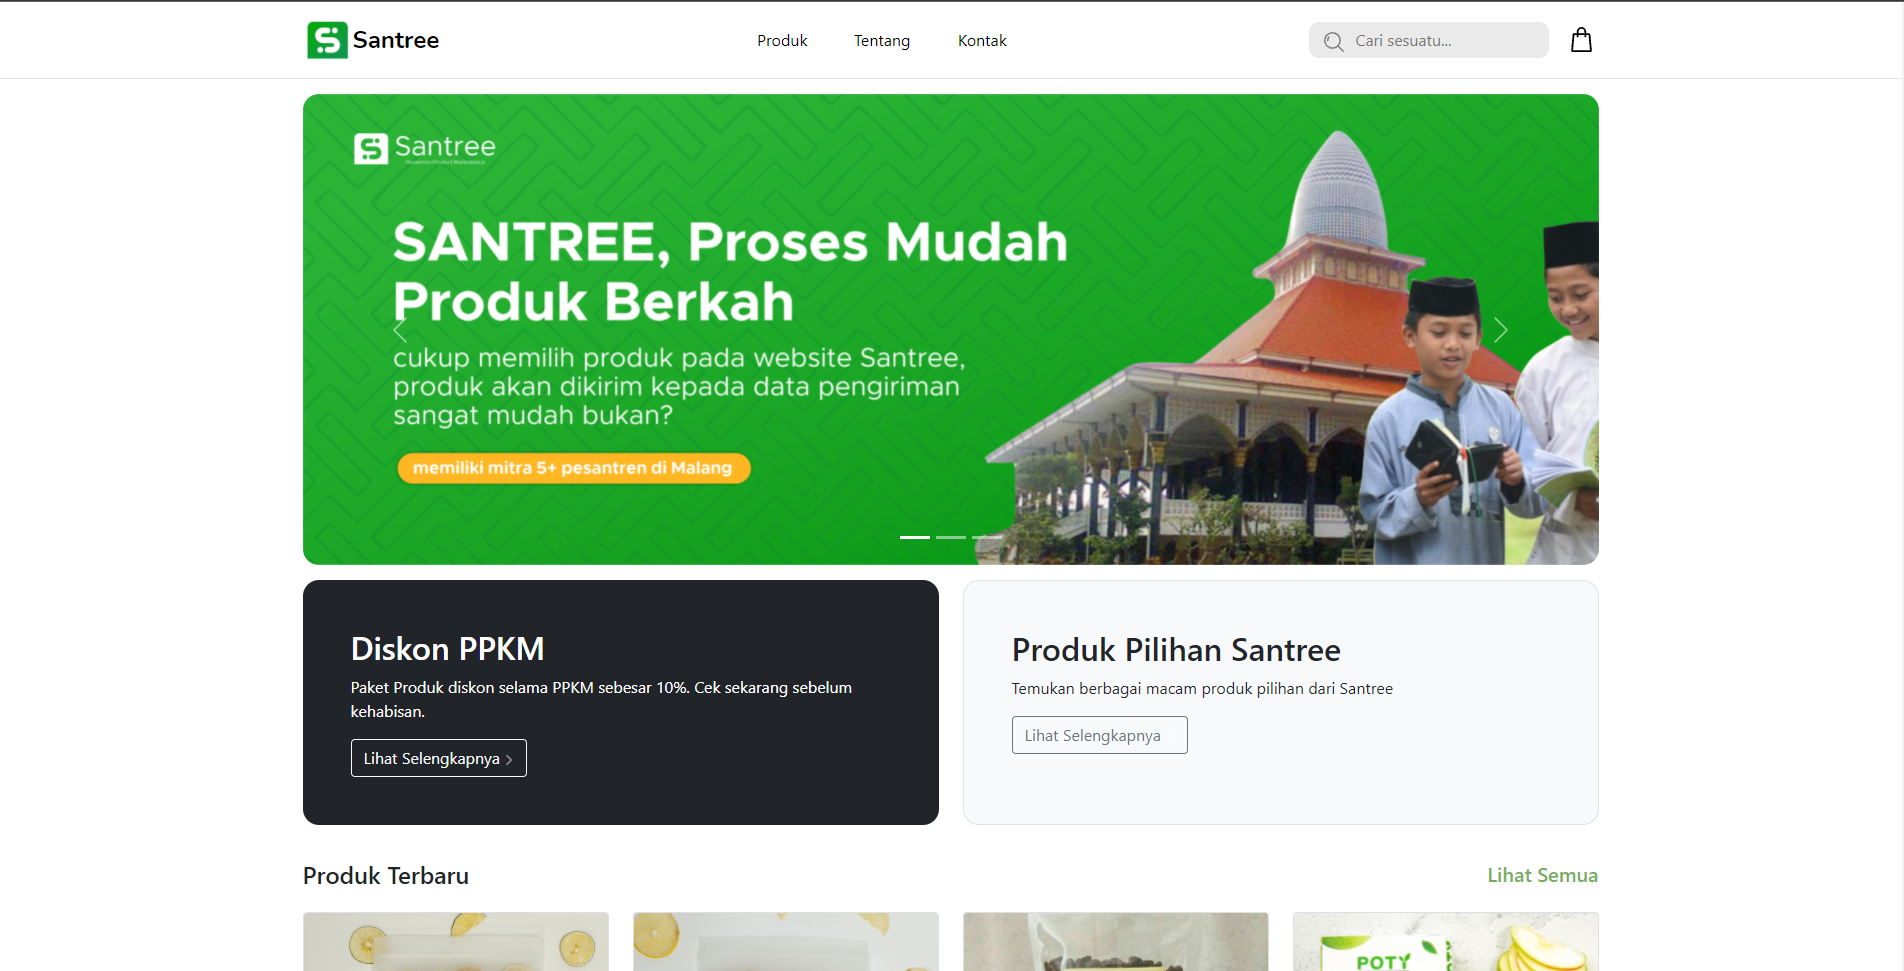 Santree
Produk
Tentang
Kontak
Cari sesuatu...
Santree
Pesantren Product Marketplace
SANTREE, Proses Mudah
Produk Berkah
cukup memilih produk pada website Santree,
produk akan dikirim kepada data pengiriman
sangat mudah bukan?
memiliki mitra 5+ pesantren di Malang
Diskon PPKM
Paket Produk diskon selama PPKM sebesar 10%. Cek sekarang sebelum
kehabisan.
Lihat Selengkapnya
Produk Pilihan Santree
Temukan berbagai macam produk pilihan dari Santree
Lihat Selengkapnya
Produk Terbaru
Lihat Semua
POTY